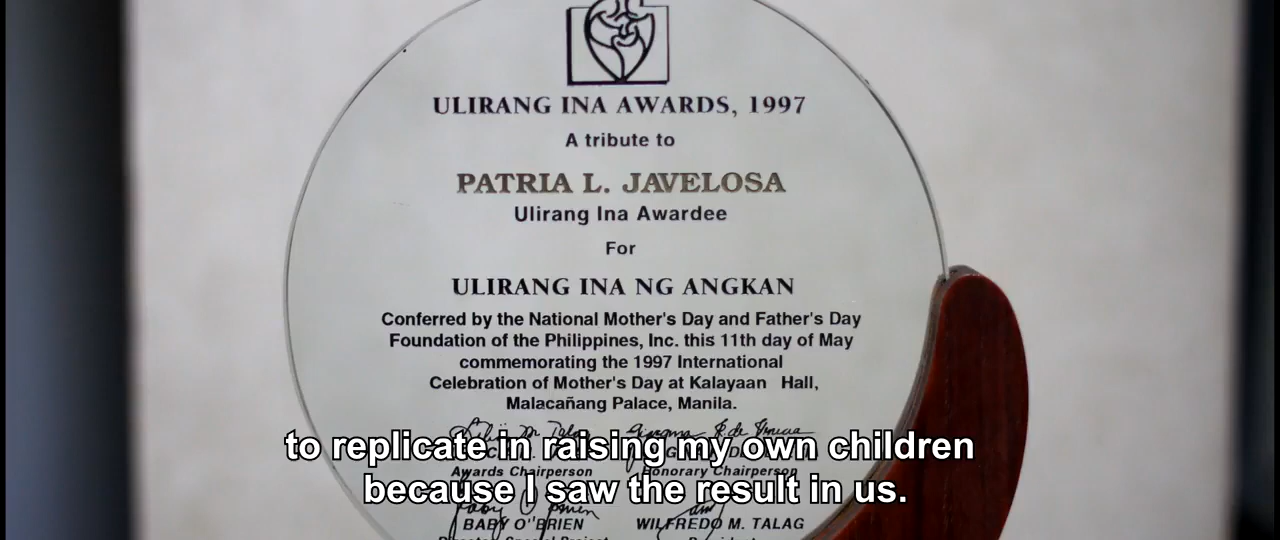 ULIRANG INA AWARDS, 1997
A tribute to
PATRIA L. JAVELOSA
Ulirang Ina Awardee
For
ULIRANG INA NG ANGKAN
Conferred by the National Mother's Day and Father's Day
Foundation of the Philippines, Inc. this 11th day of May
commemorating the 1997 International
Celebration of Mother's Day at Kalayaan Hall,
Malacañang Palace, Manila.
to replicate in raising my own children
Awards Chairperson Honorary Chairperson
because I saw the result in us.
BABY O''BRIEN WILFREDO M. TALAG